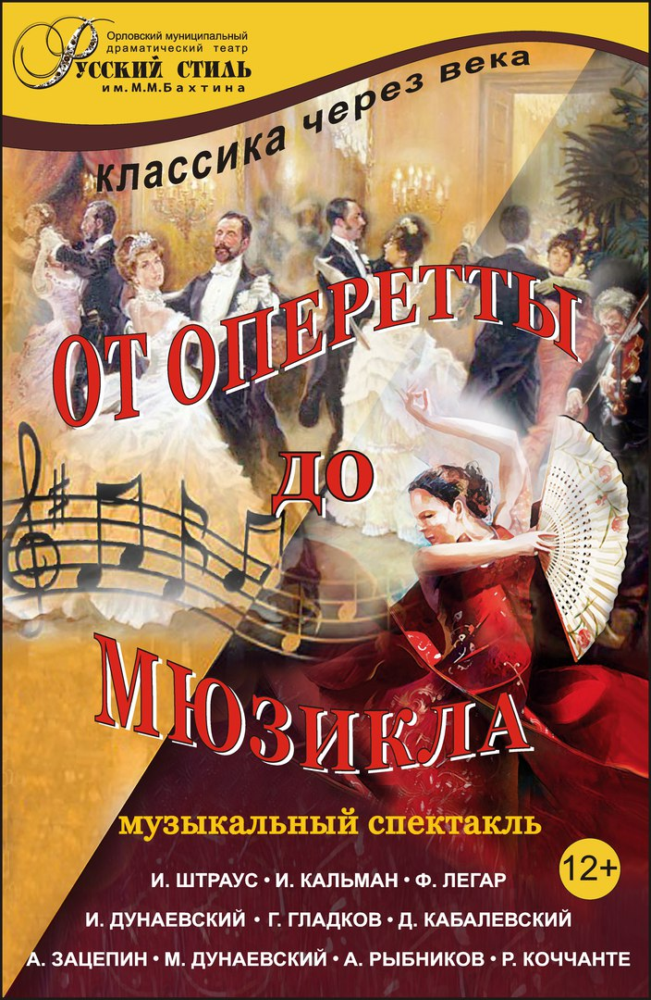 Орловский муниципальный
драматический театр
Русский стиль
им. М.М.Бахтина
классика через века
ОТ ОПЕРЕТТЫ
ДО
МЮЗИКЛА
музыкальный спектакль
И. ШТРАУС • И. КАЛЬМАН • Ф. ЛЕГАР
12+
И. ДУНАЕВСКИЙ • Г. ГЛАДКОВ • Д. КАБАЛЕВСКИЙ
А. ЗАЦЕПИН • М. ДУНАЕВСКИЙ • А. РЫБНИКОВ • Р. КОЧЧАНТЕ